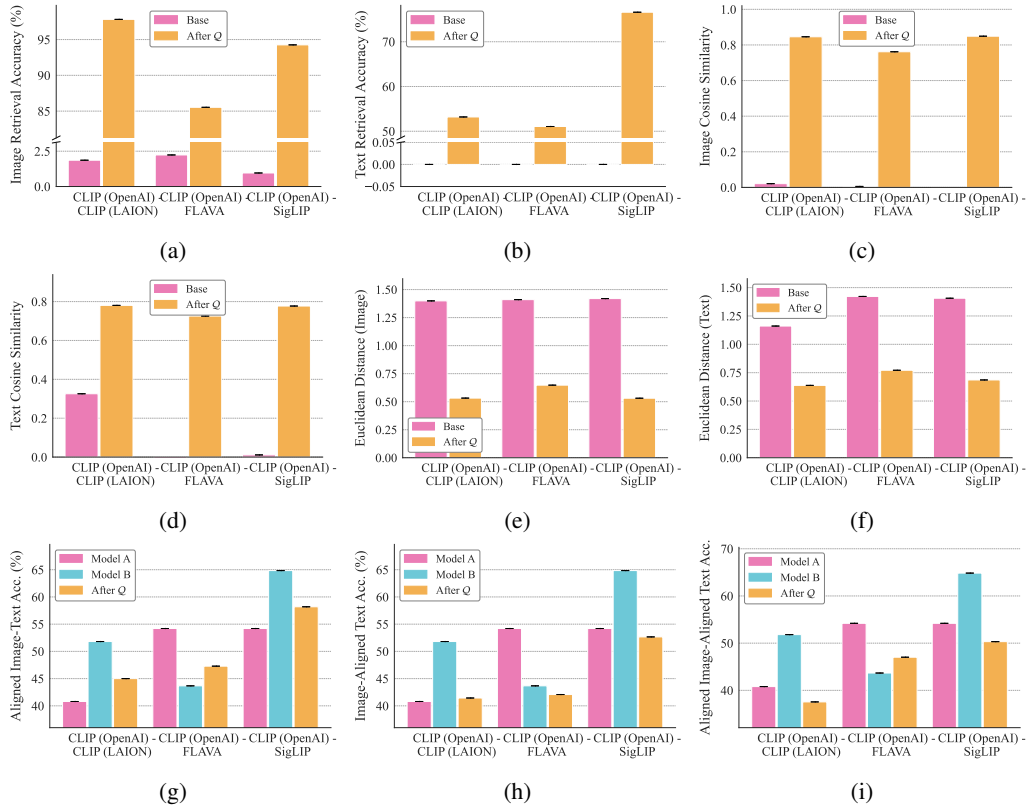 Image Retrieval Accuracy (%)
95
90
85
2.5
0.0
Base
After Q
CLIP (OpenAI) -
CLIP (LAION)
CLIP (OpenAI) -
FLAVA
CLIP (OpenAI) -
SigLIP
(a)
Text Retrieval Accuracy (%)
70
60
50
0.05
0.00
−0.05
Base
After Q
CLIP (OpenAI) -
CLIP (LAION)
CLIP (OpenAI) -
FLAVA
CLIP (OpenAI) -
SigLIP
(b)
Image Cosine Similarity
1.0
0.8
0.6
0.4
0.2
0.0
Base
After Q
CLIP (OpenAI) -
CLIP (LAION)
CLIP (OpenAI) -
FLAVA
CLIP (OpenAI) -
SigLIP
(c)
Text Cosine Similarity
0.8
0.6
0.4
0.2
0.0
Base
After Q
CLIP (OpenAI) -
CLIP (LAION)
CLIP (OpenAI) -
FLAVA
CLIP (OpenAI) -
SigLIP
(d)
Euclidean Distance (Image)
1.50
1.25
1.00
0.75
0.50
0.25
0.00
Base
After Q
CLIP (OpenAI) -
CLIP (LAION)
CLIP (OpenAI) -
FLAVA
CLIP (OpenAI) -
SigLIP
(e)
Euclidean Distance (Text)
1.50
1.25
1.00
0.75
0.50
0.25
0.00
Base
After Q
CLIP (OpenAI) -
CLIP (LAION)
CLIP (OpenAI) -
FLAVA
CLIP (OpenAI) -
SigLIP
(f)
Aligned Image-Text Acc. (%)
65
60
55
50
45
40
Model A
Model B
After Q
CLIP (OpenAI) -
CLIP (LAION)
CLIP (OpenAI) -
FLAVA
CLIP (OpenAI) -
SigLIP
(g)
Image-Aligned Text Acc. (%)
65
60
55
50
45
40
Model A
Model B
After Q
CLIP (OpenAI) -
CLIP (LAION)
CLIP (OpenAI) -
FLAVA
CLIP (OpenAI) -
SigLIP
(h)
Aligned Image-Aligned Text Acc.
70
60
50
40
Model A
Model B
After Q
CLIP (OpenAI) -
CLIP (LAION)
CLIP (OpenAI) -
FLAVA
CLIP (OpenAI) -
SigLIP
(i)